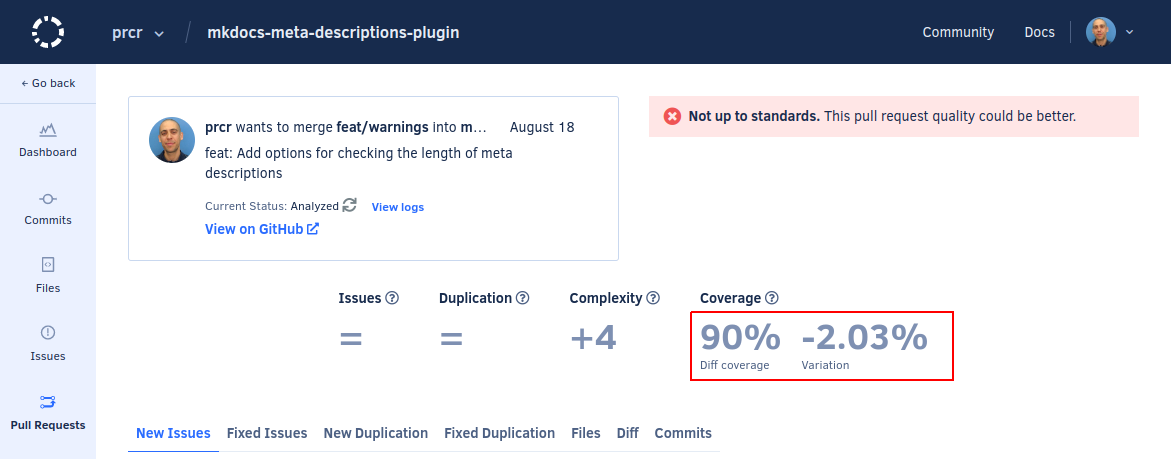 prcr
mkdocs-meta-descriptions-plugin
Community
Docs
← Go back
Dashboard
Commits
Files
Issues
Pull Requests
prcr wants to merge feat/warnings into m... August 18
feat: Add options for checking the length of meta
descriptions
Current Status: Analyzed View logs
View on GitHub
Not up to standards. This pull request quality could be better.
Issues ? Duplication ? Complexity ? Coverage ?
= = +4 90% -2.03%
Diff coverage Variation
New Issues Fixed Issues New Duplication Fixed Duplication Files Diff Commits